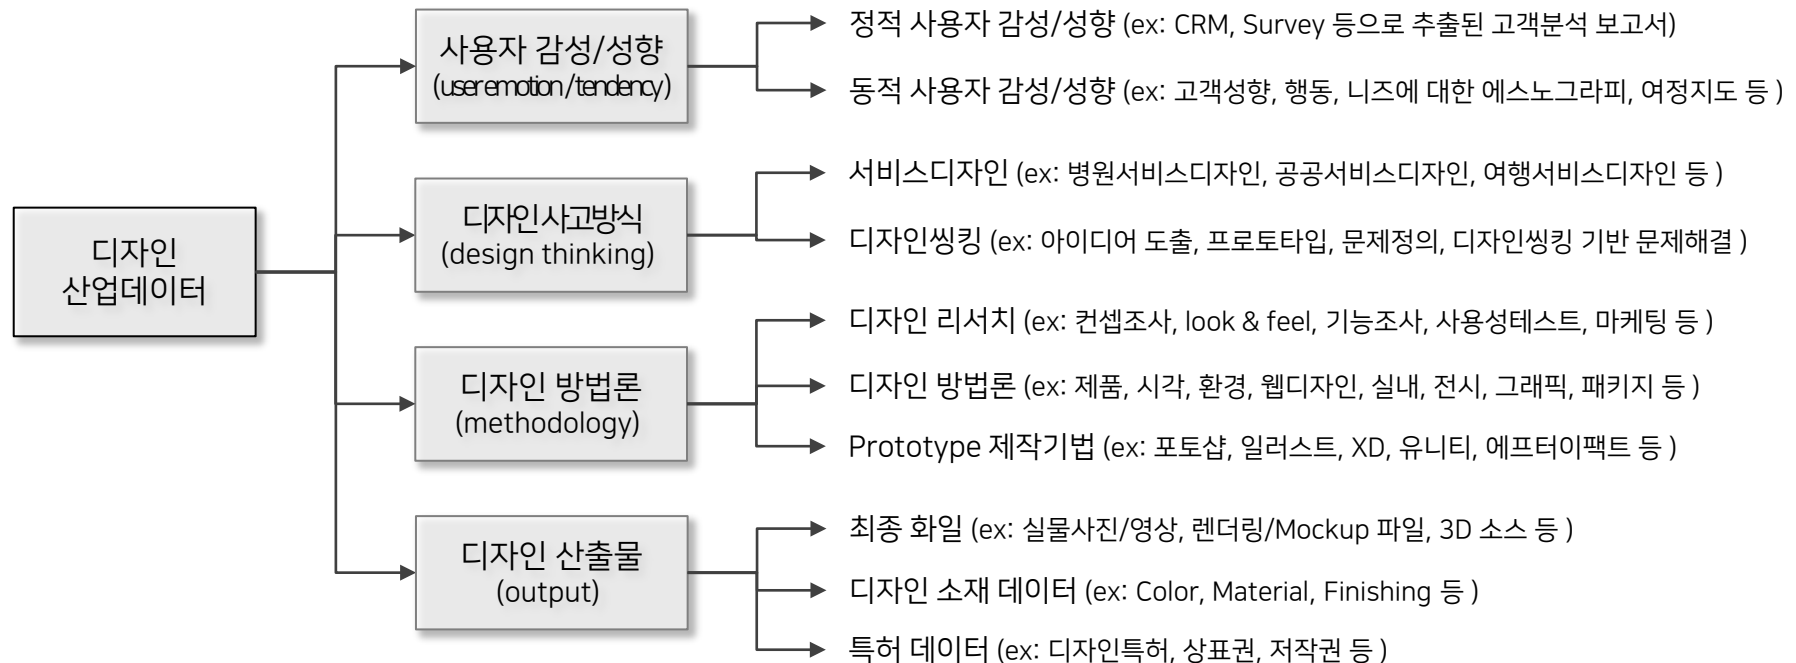 디자인
산업데이터
사용자 감성/성향
(user emotion / tendency)
정적 사용자 감성/성향 (ex: CRM, Survey 등으로 추출된 고객분석 보고서)
동적 사용자 감성/성향 (ex: 고객성향, 행동, 니즈에 대한 에스노그라피, 여정지도 등 )
디자인 사고방식
(design thinking)
서비스디자인 (ex: 병원서비스디자인, 공공서비스디자인, 여행서비스디자인 등 )
디자인씽킹 (ex: 아이디어 도출, 프로토타입, 문제정의, 디자인씽킹 기반 문제해결 )
디자인 방법론
(methodology)
디자인 리서치 (ex: 컨셉조사, look & feel, 기능조사, 사용성테스트, 마케팅 등 )
디자인 방법론 (ex: 제품, 시각, 환경, 웹디자인, 실내, 전시, 그래픽, 패키지 등 )
Prototype 제작기법 (ex: 포토샵, 일러스트, XD, 유니티, 에프터이팩트 등 )
디자인 산출물
(output)
최종 화일 (ex: 실물사진/영상, 렌더링/Mockup 파일, 3D 소스 등 )
디자인 소재 데이터 (ex: Color, Material, Finishing 등 )
특허 데이터 (ex: 디자인특허, 상표권, 저작권 등 )